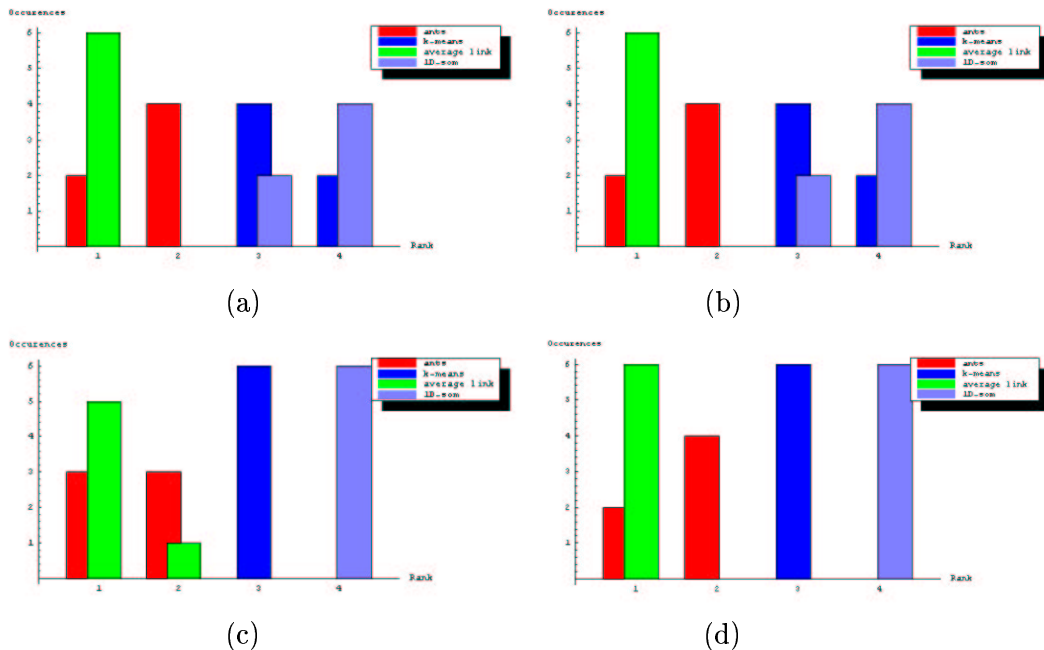 Occurences
6
5
4
3
2
1
1 2 3 4
Rank
ants
k-means
average link
1D-som
(a)
Occurences
6
5
4
3
2
1
1 2 3 4
Rank
ants
k-means
average link
1D-som
(b)
Occurences
6
5
4
3
2
1
1 2 3 4
Rank
ants
k-means
average link
1D-som
(c)
Occurences
6
5
4
3
2
1
1 2 3 4
Rank
ants
k-means
average link
1D-som
(d)